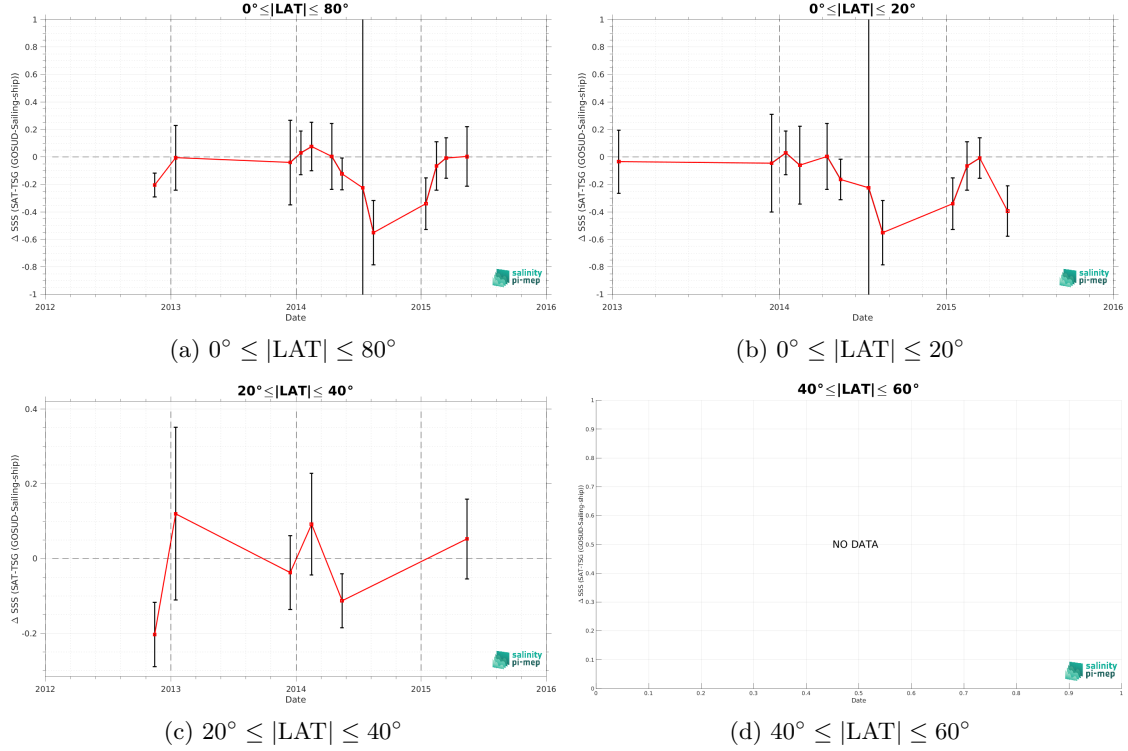 0°≤|LAT|≤ 80°
1
0.8
0.6
0.4
0.2
0
-0.2
-0.4
-0.6
-0.8
-1
Δ SSS (SAT-TSG (GOSUD-Sailing-ship))
2012
2013
2014
2015
2016
Date
salinity
pi-mep
(a) 0° ≤ |LAT| ≤ 80°
0°≤|LAT|≤ 20°
1
0.8
0.6
0.4
0.2
0
-0.2
-0.4
-0.6
-0.8
-1
Δ SSS (SAT-TSG (GOSUD-Sailing-ship))
2013
2014
2015
2016
Date
salinity
pi-mep
(b) 0° ≤ |LAT| ≤ 20°
20°≤|LAT|≤ 40°
0.4
0.2
0
-0.2
Δ SSS (SAT-TSG (GOSUD-Sailing-ship))
2012
2013
2014
2015
2016
Date
salinity
pi-mep
(c) 20° ≤ |LAT| ≤ 40°
40°≤|LAT|≤ 60°
1
0.9
0.8
0.7
0.6
0.5
0.4
0.3
0.2
0.1
0
Δ SSS (SAT-TSG (GOSUD-Sailing-ship))
NO DATA
0
0.1
0.2
0.3
0.4
0.5
0.6
0.7
0.8
0.9
1
Date
salinity
pi-mep
(d) 40° ≤ |LAT| ≤ 60°